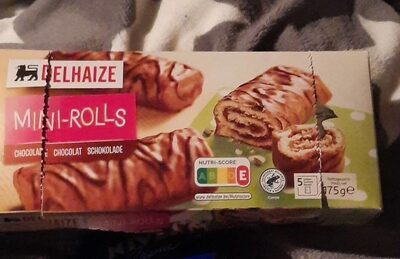 DELHAIZE
MINI-ROLLS
CHOCOLADE CHOCOLAT SCHOKOLADE
NUTRI-SCORE
A B C D E
5
175g e